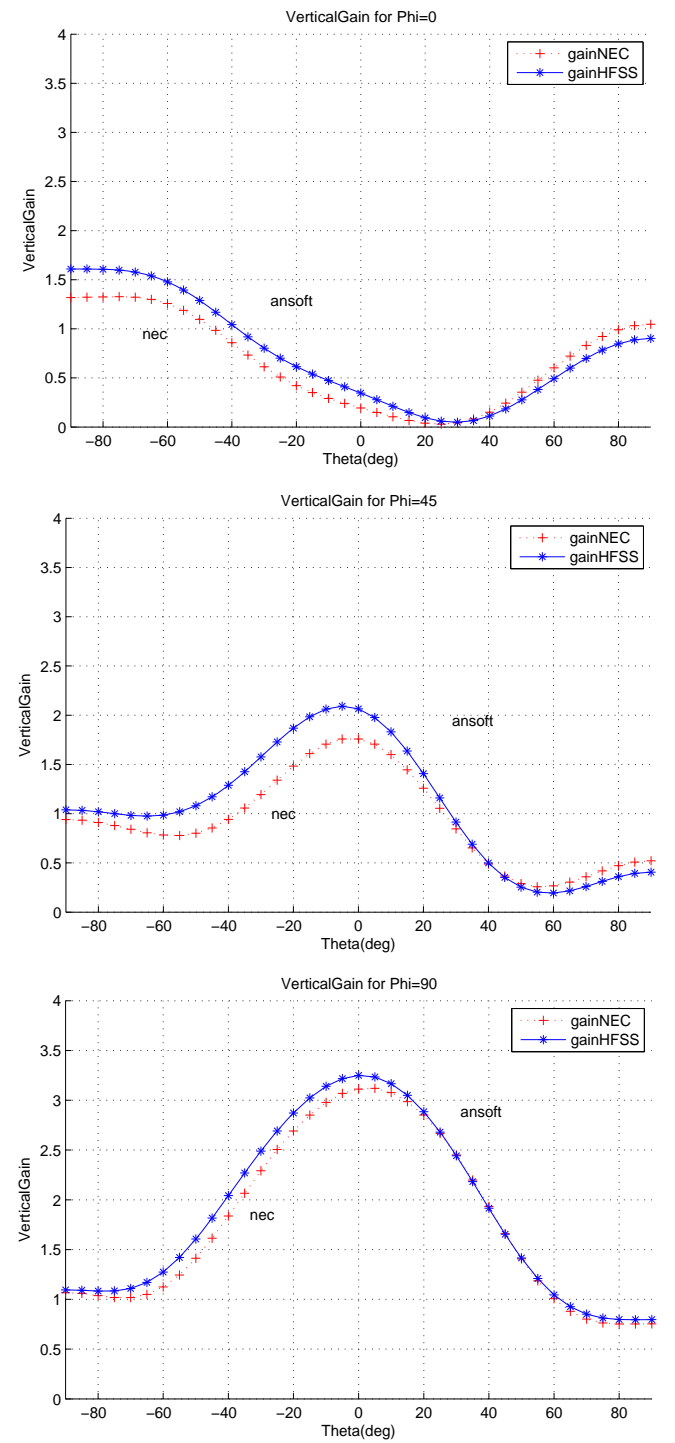 VerticalGain for Phi=0
4
3.5
3
2.5
2
1.5
1
0.5
0
VerticalGain
gainNEC
gainHFSS
ansoft
nec
−80 −60 −40 −20 0 20 40 60 80
Theta(deg)
VerticalGain for Phi=45
4
3.5
3
2.5
2
1.5
1
0.5
0
VerticalGain
gainNEC
gainHFSS
ansoft
nec
−80 −60 −40 −20 0 20 40 60 80
Theta(deg)
VerticalGain for Phi=90
4
3.5
3
2.5
2
1.5
1
0.5
0
VerticalGain
gainNEC
gainHFSS
ansoft
nec
−80 −60 −40 −20 0 20 40 60 80
Theta(deg)